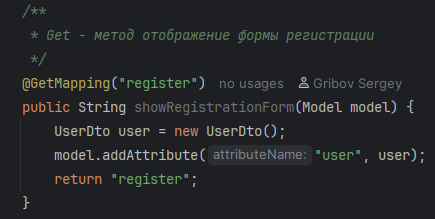 /**
* Get - метод отображение формы регистрации
*/
@GetMapping("register") no usages Gribov Sergey
public String showRegistrationForm(Model model) {
UserDto user = new UserDto();
model.addAttribute( attributeName: "user", user);
return "register";
}